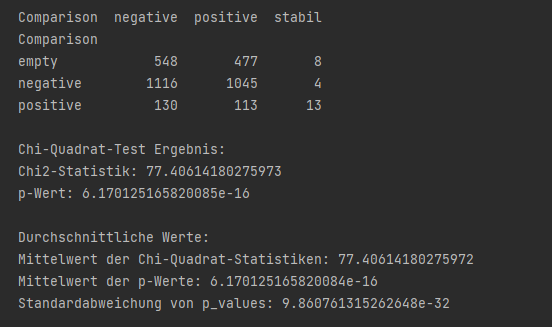 Comparison  negative  positive  stabil
Comparison
empty            548       477       8
negative        1116      1045       4
positive         130       113      13
Chi-Quadrat-Test Ergebnis:
Chi2-Statistik: 77.40614180275973
p-Wert: 6.170125165820085e-16
Durchschnittliche Werte:
Mittelwert der Chi-Quadrat-Statistiken: 77.40614180275972
Mittelwert der p-Werte: 6.170125165820084e-16
Standardabweichung von p_values: 9.860761315262648e-32